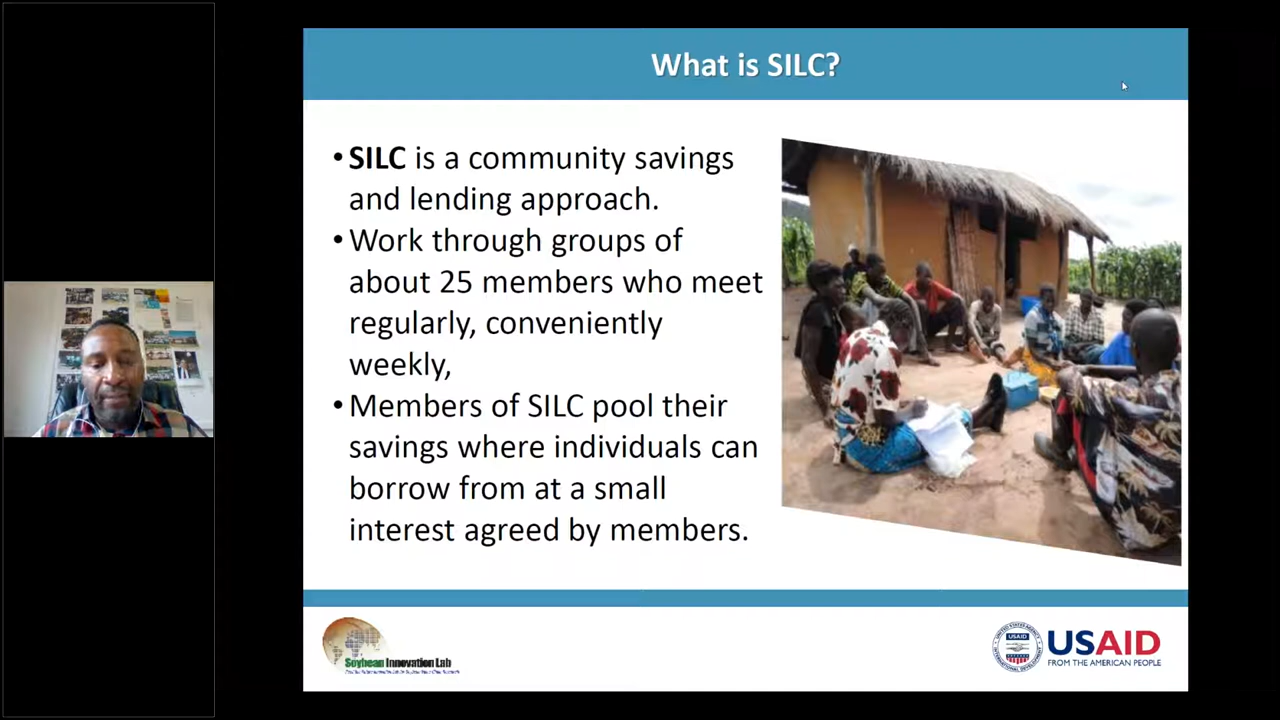 What is SILC?
•SILC is a community savings
and lending approach.
•Work through groups of
about 25 members who meet
regularly, conveniently
weekly,
•Members of SILC pool their
savings where individuals can
borrow from at a small
interest agreed by members.
Soybean Innovation Lab
USAID
USAID
FROM THE AMERICAN PEOPLE